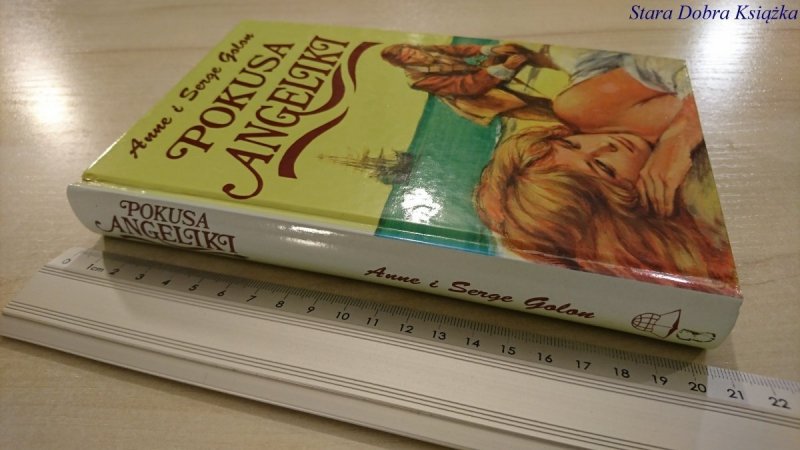 Stara Dobra Książka
Anne i Serge Golon
POKUSA
ANGELIKI
POKUSA
ANGELIKI
Anne i Serge Golon
0 1cm 2 3 4 5 6 7 8 9 10 11 12 13 14 15 16 17 18 19 20 21 22